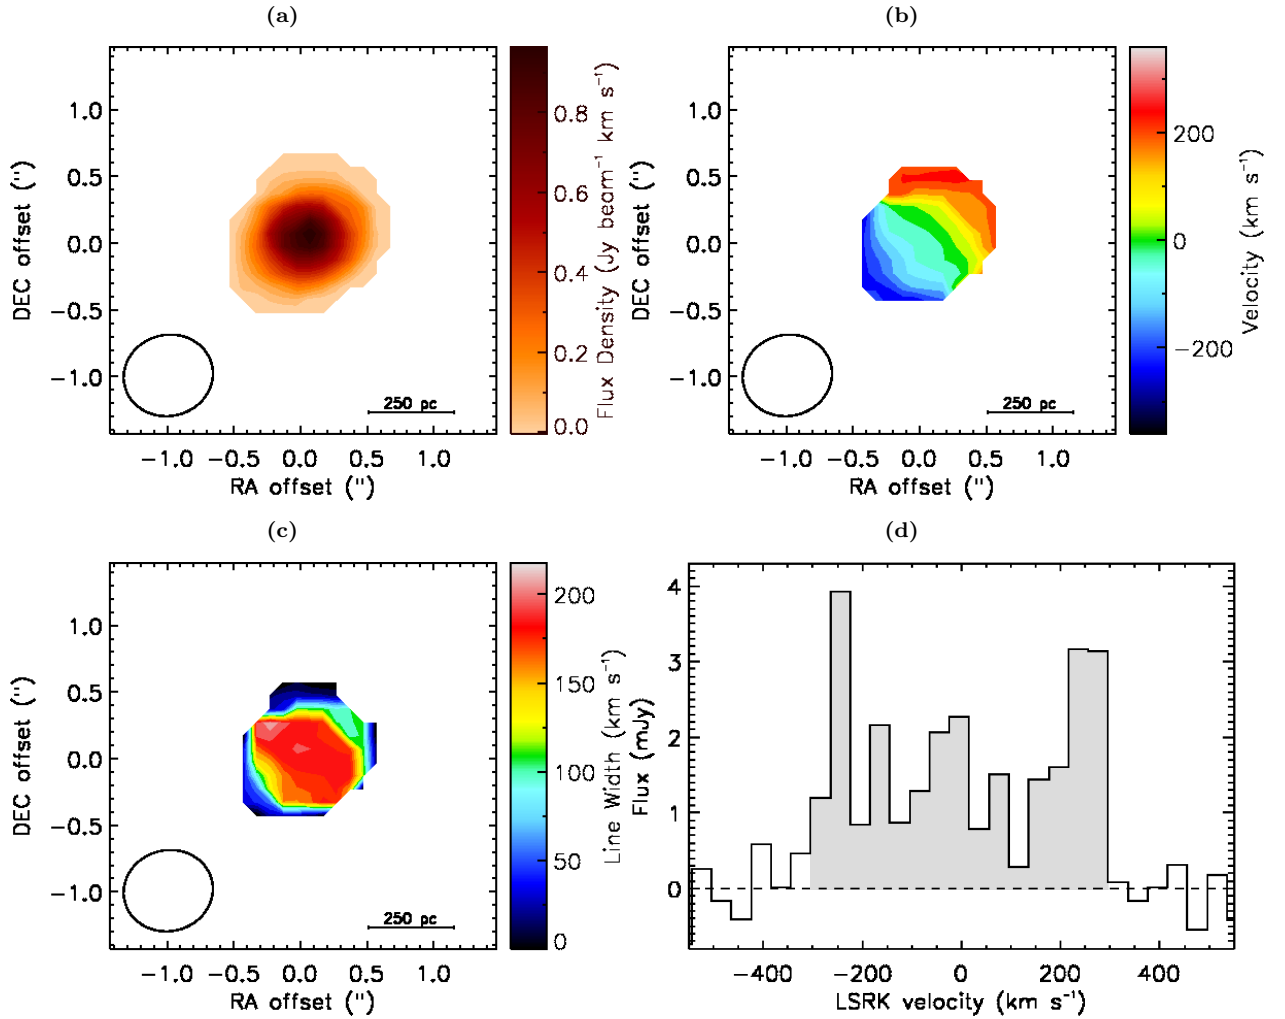 (a)
1.0
0.5
0.0
−0.5
−1.0
DEC offset (")
−1.0 −0.5 0.0 0.5 1.0
RA offset (")
250 pc
0.8
0.6
0.4
0.2
0.0
Flux Density (Jy beam⁻¹ km s⁻¹)
(b)
1.0
0.5
0.0
−0.5
−1.0
DEC offset (")
−1.0 −0.5 0.0 0.5 1.0
RA offset (")
250 pc
200
0
−200
Velocity (km s⁻¹)
(c)
1.0
0.5
0.0
−0.5
−1.0
DEC offset (")
−1.0 −0.5 0.0 0.5 1.0
RA offset (")
250 pc
200
150
100
50
0
Line Width (km s⁻¹)
(d)
4
3
2
1
0
Flux (mJy)
−400 −200 0 200 400
LSRK velocity (km s⁻¹)